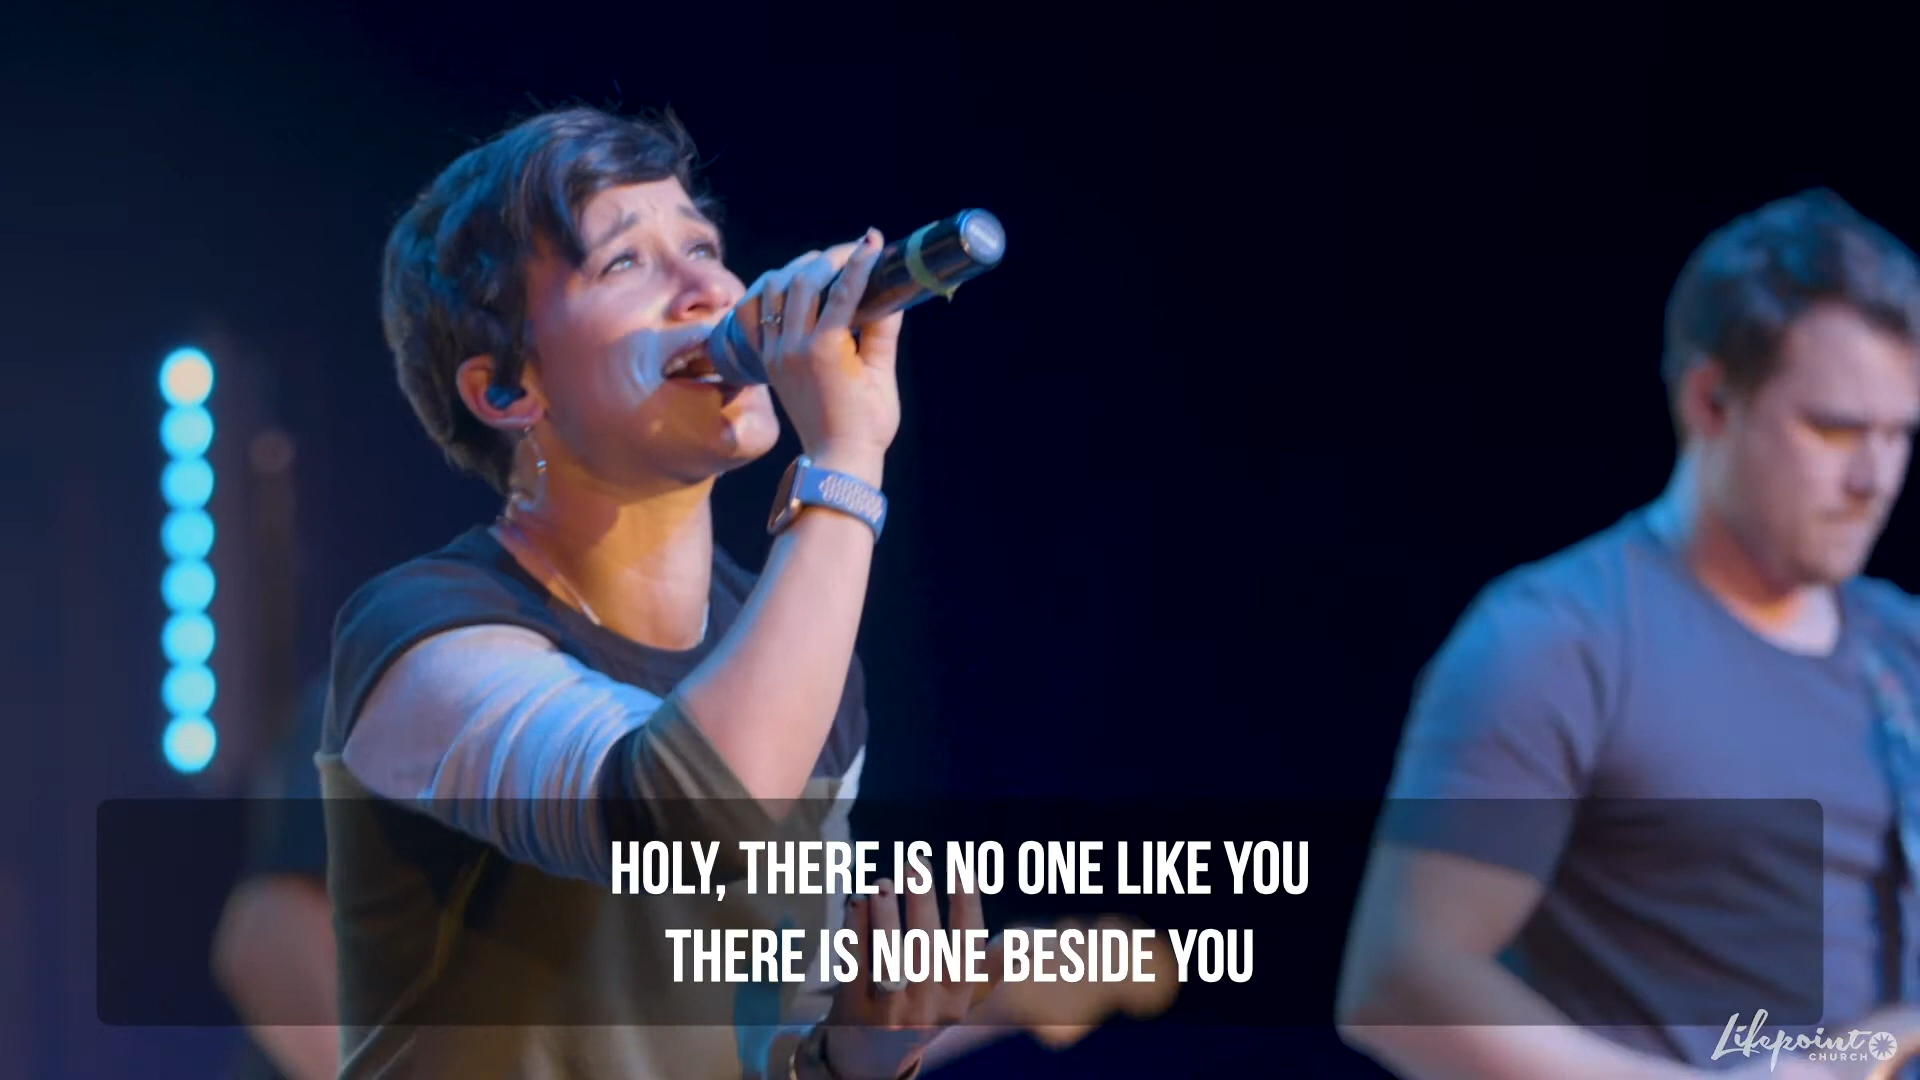 HOLY, THERE IS NO ONE LIKE YOU
THERE IS NONE BESIDE YOU
Lifepoint
CHURCH